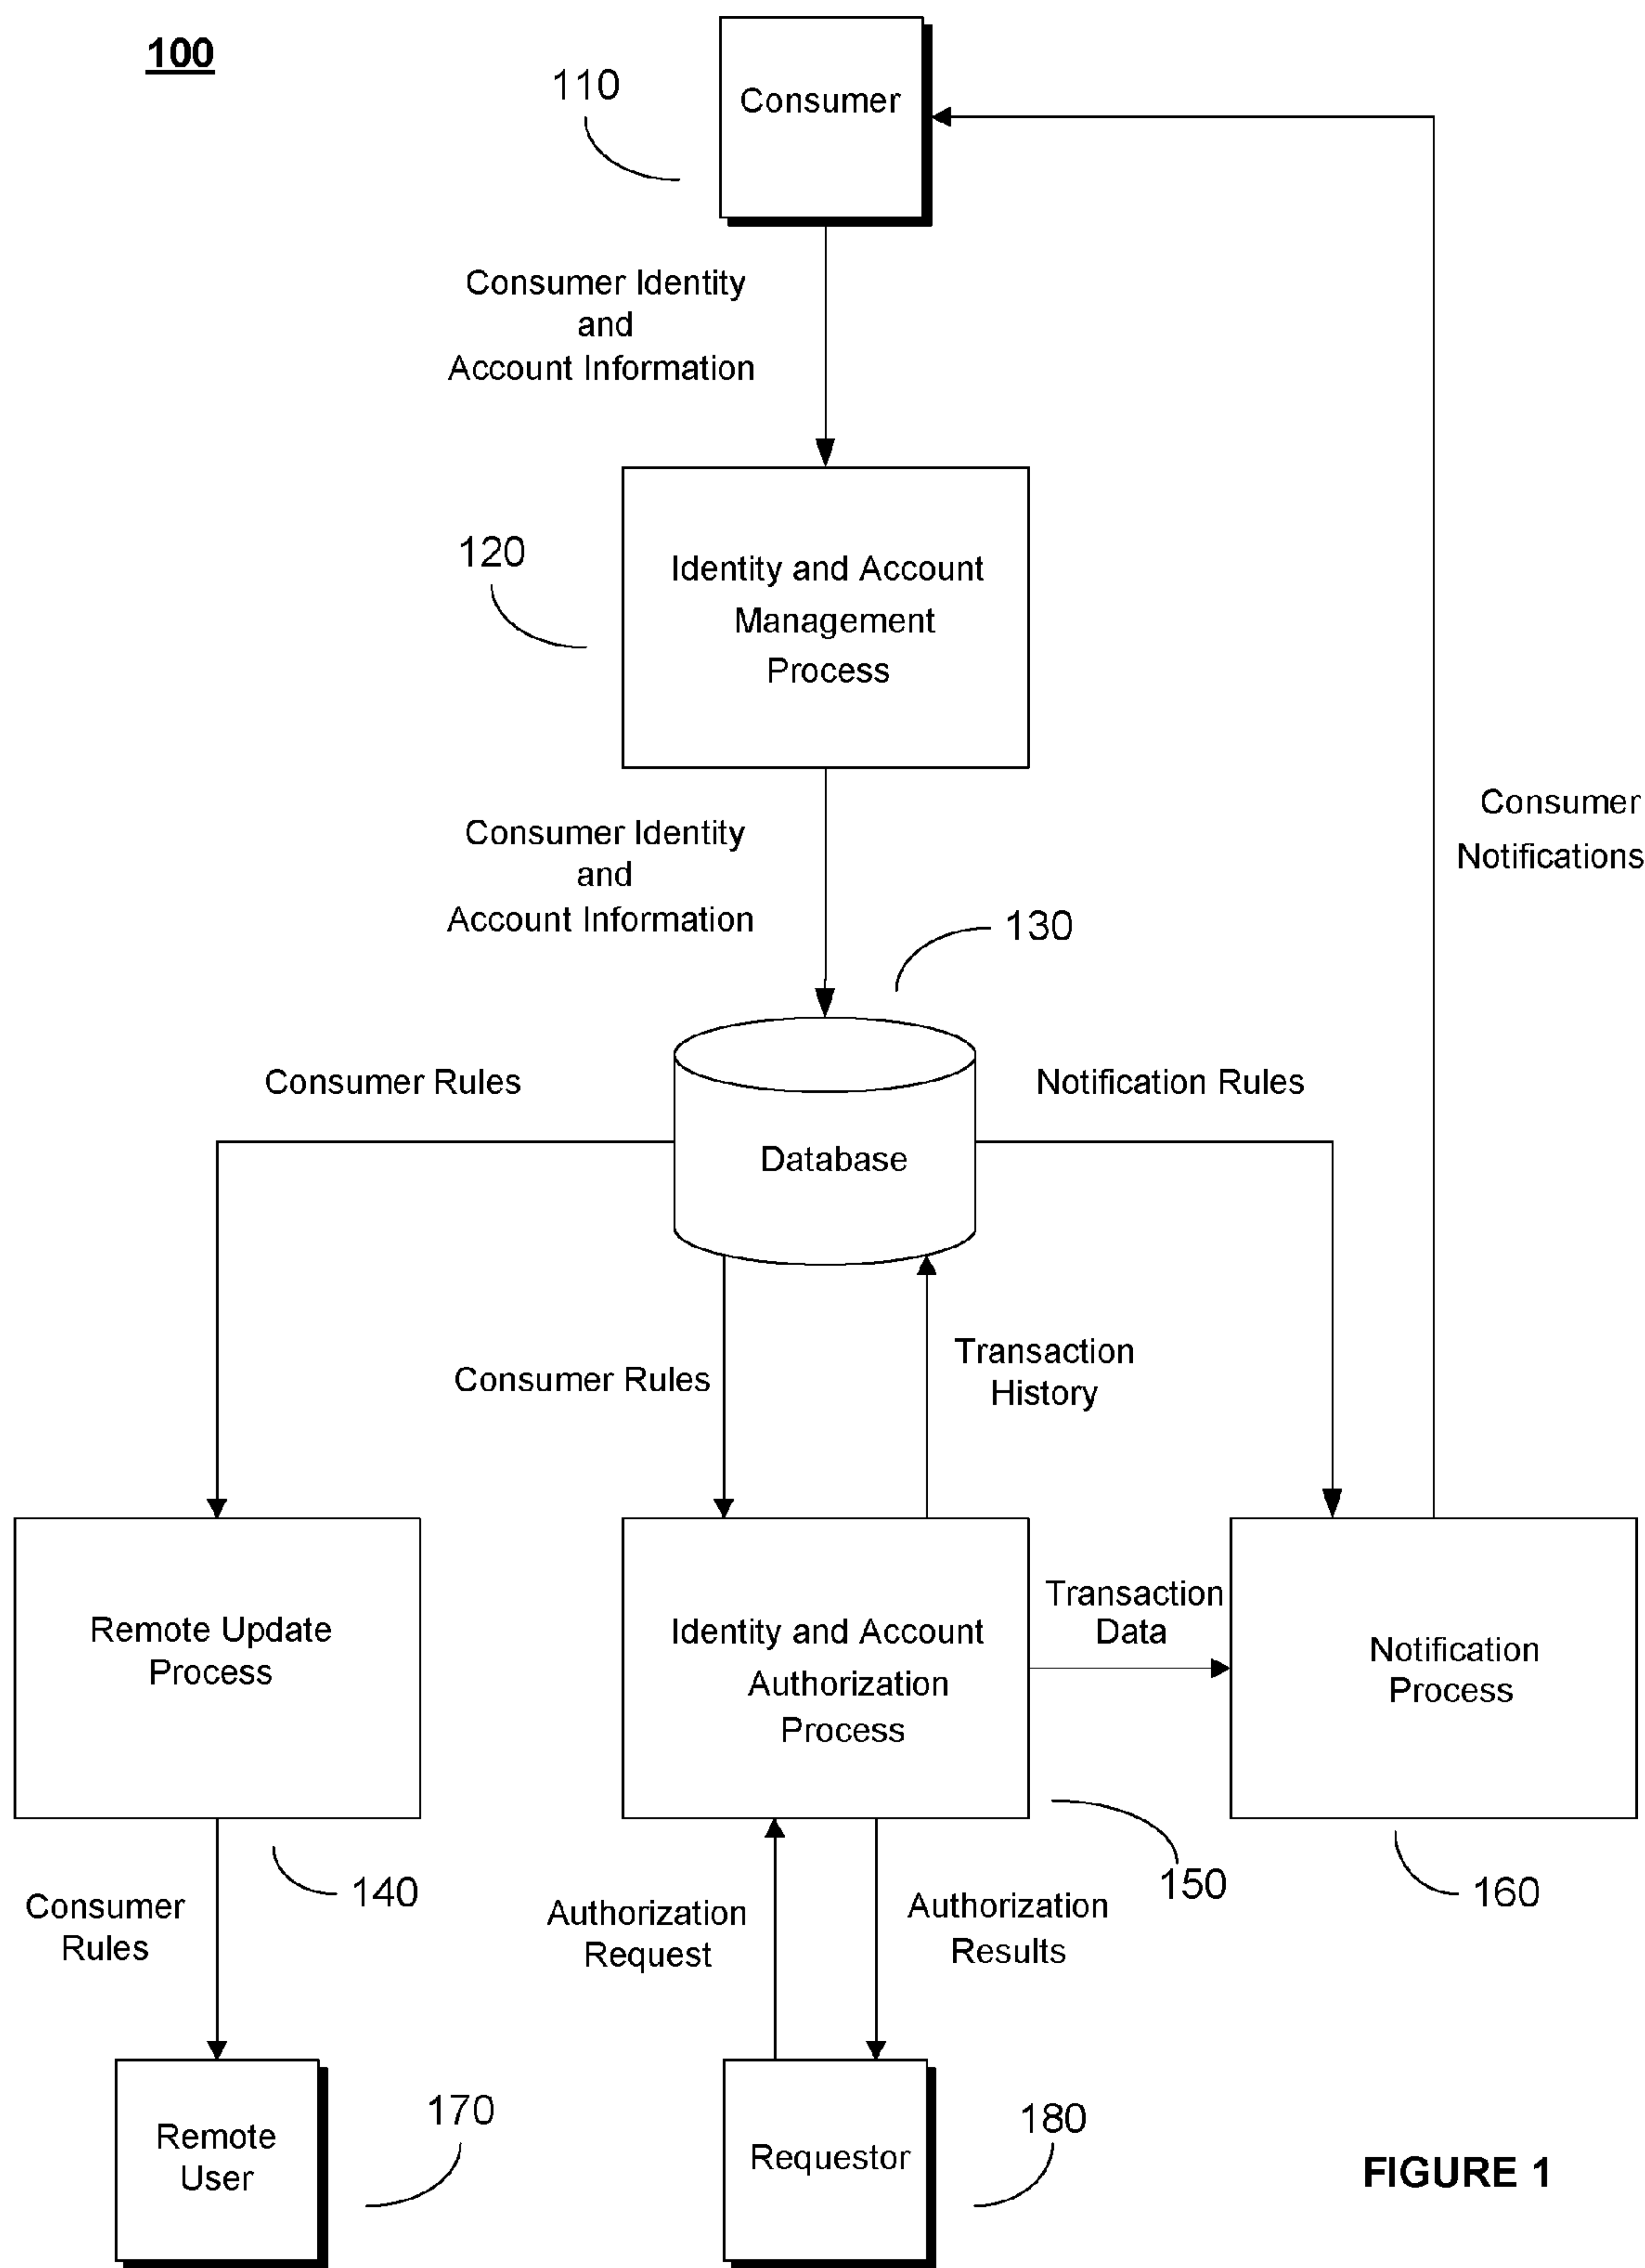 100
110
Consumer
Consumer Identity
and
Account Information
120
Identity and Account
Management
Process
Consumer
Notifications
Consumer Identity
and
Account Information
130
Consumer Rules
Notification Rules
Database
Transaction
History
Consumer Rules
Remote Update
Process
Identity and Account
Authorization
Process
Transaction
Data
Notification
Process
140
150
160
Consumer
Rules
Authorization
Request
Authorization
Results
Remote
User
170
Requestor
180
FIGURE 1